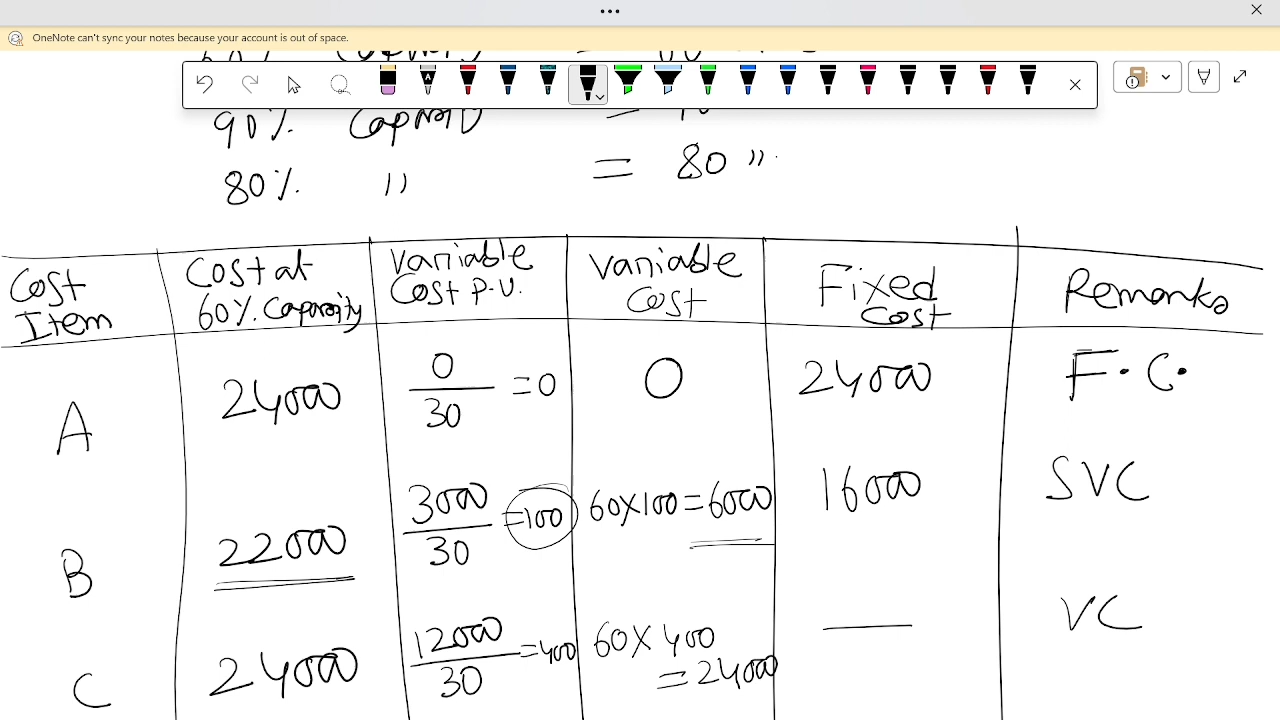 OneNote can't sync your notes because your account is out of space.
90% Capacity =
80% " = 80 "
Cost Item
Cost at 60% Capacity
Variable Cost P.U.
Variable Cost
Fixed Cost
Remarks
A 24000 0/30 =0 0 24000 F.C.
B 22000 3000/30 =100 60×100=6000 16000 SVC
C 24000 12000/30 =400 60×400 =24000 — VC